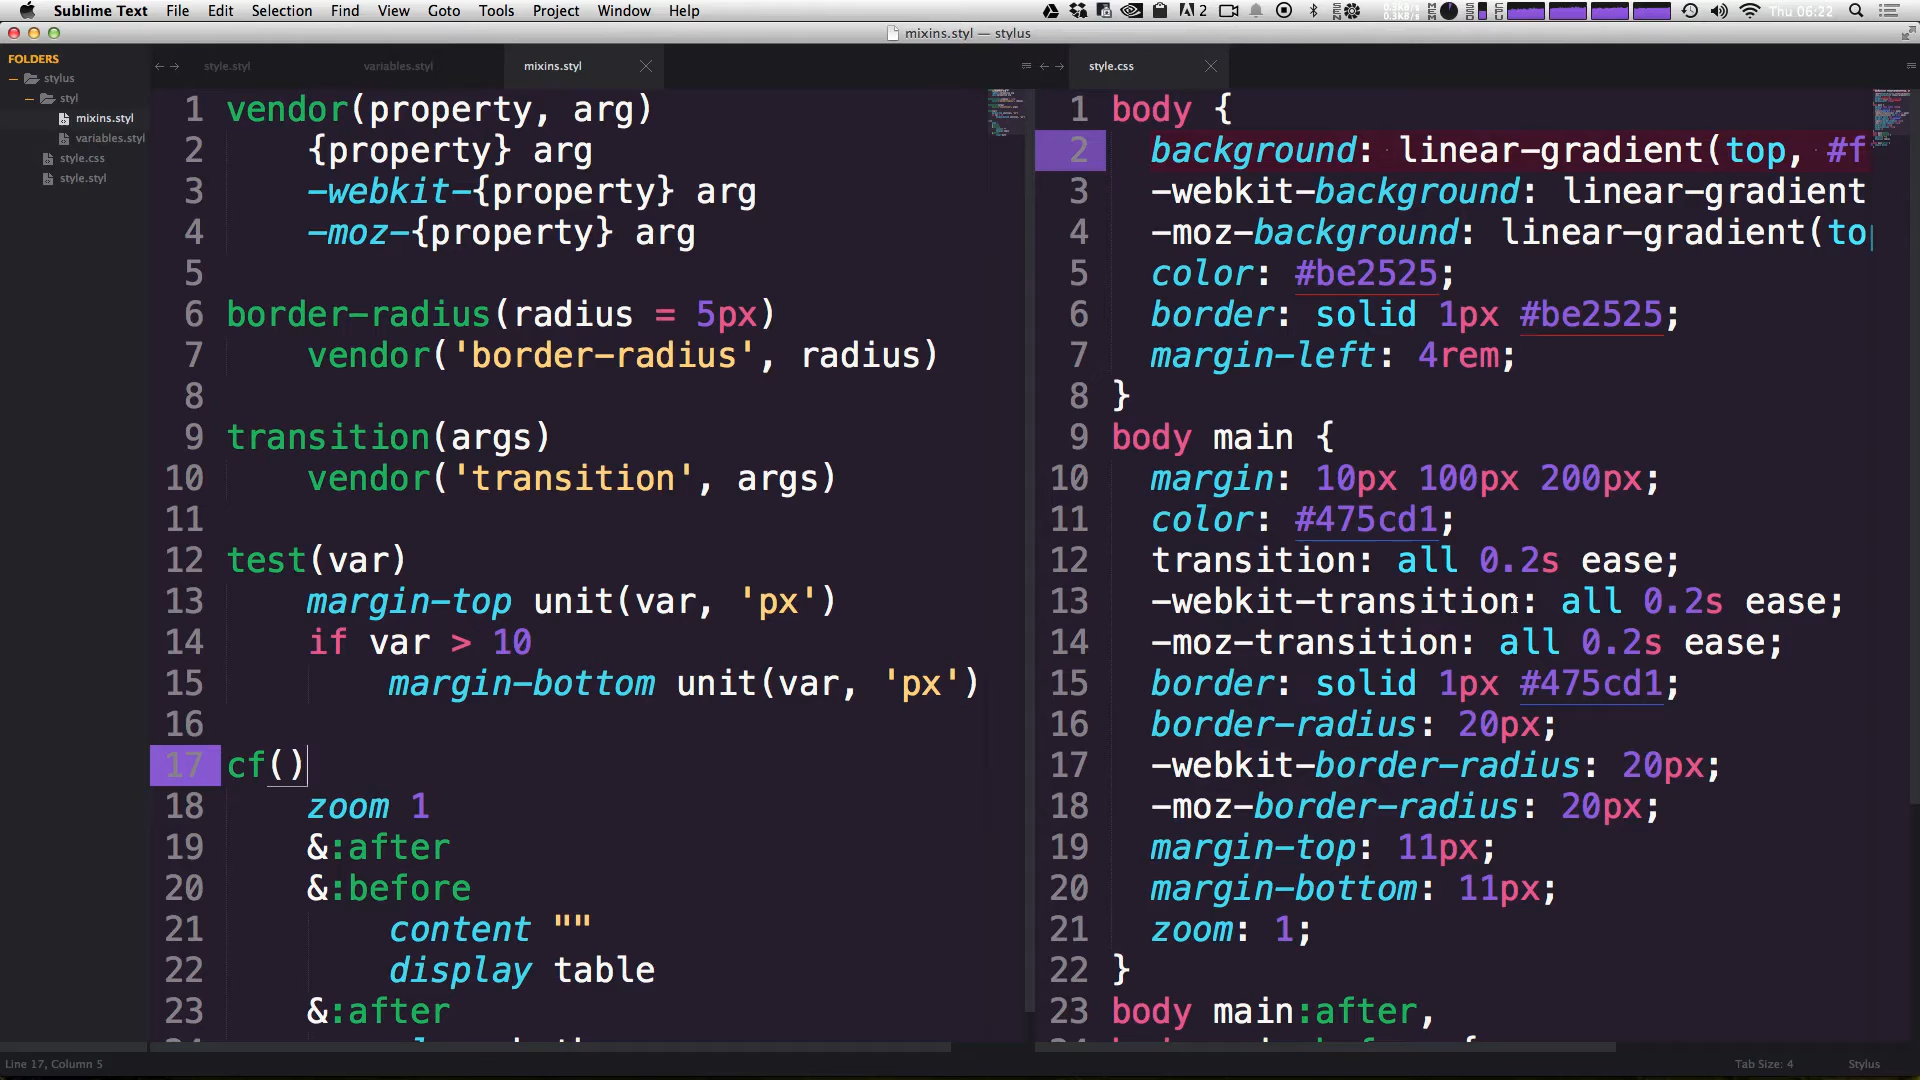 Sublime Text File Edit Selection Find View Goto Tools Project Window Help 2 Thu 06:22
mixins.styl — stylus
FOLDERS
stylus
styl
mixins.styl
variables.styl
style.css
style.styl
style.styl variables.styl mixins.styl
1 vendor(property, arg)
2 {property} arg
3 -webkit-{property} arg
4 -moz-{property} arg
5
6 border-radius(radius = 5px)
7 vendor('border-radius', radius)
8
9 transition(args)
10 vendor('transition', args)
11
12 test(var)
13 margin-top unit(var, 'px')
14 if var > 10
15 margin-bottom unit(var, 'px')
16
17 cf()
18 zoom 1
19 &:after
20 &:before
21 content ""
22 display table
23 &:after
style.css
1 body {
2 background: linear-gradient(top, #f
3 -webkit-background: linear-gradient
4 -moz-background: linear-gradient(to
5 color: #be2525;
6 border: solid 1px #be2525;
7 margin-left: 4rem;
8 }
9 body main {
10 margin: 10px 100px 200px;
11 color: #475cd1;
12 transition: all 0.2s ease;
13 -webkit-transition: all 0.2s ease;
14 -moz-transition: all 0.2s ease;
15 border: solid 1px #475cd1;
16 border-radius: 20px;
17 -webkit-border-radius: 20px;
18 -moz-border-radius: 20px;
19 margin-top: 11px;
20 margin-bottom: 11px;
21 zoom: 1;
22 }
23 body main:after,
Line 17, Column 5
Tab Size: 4 Stylus